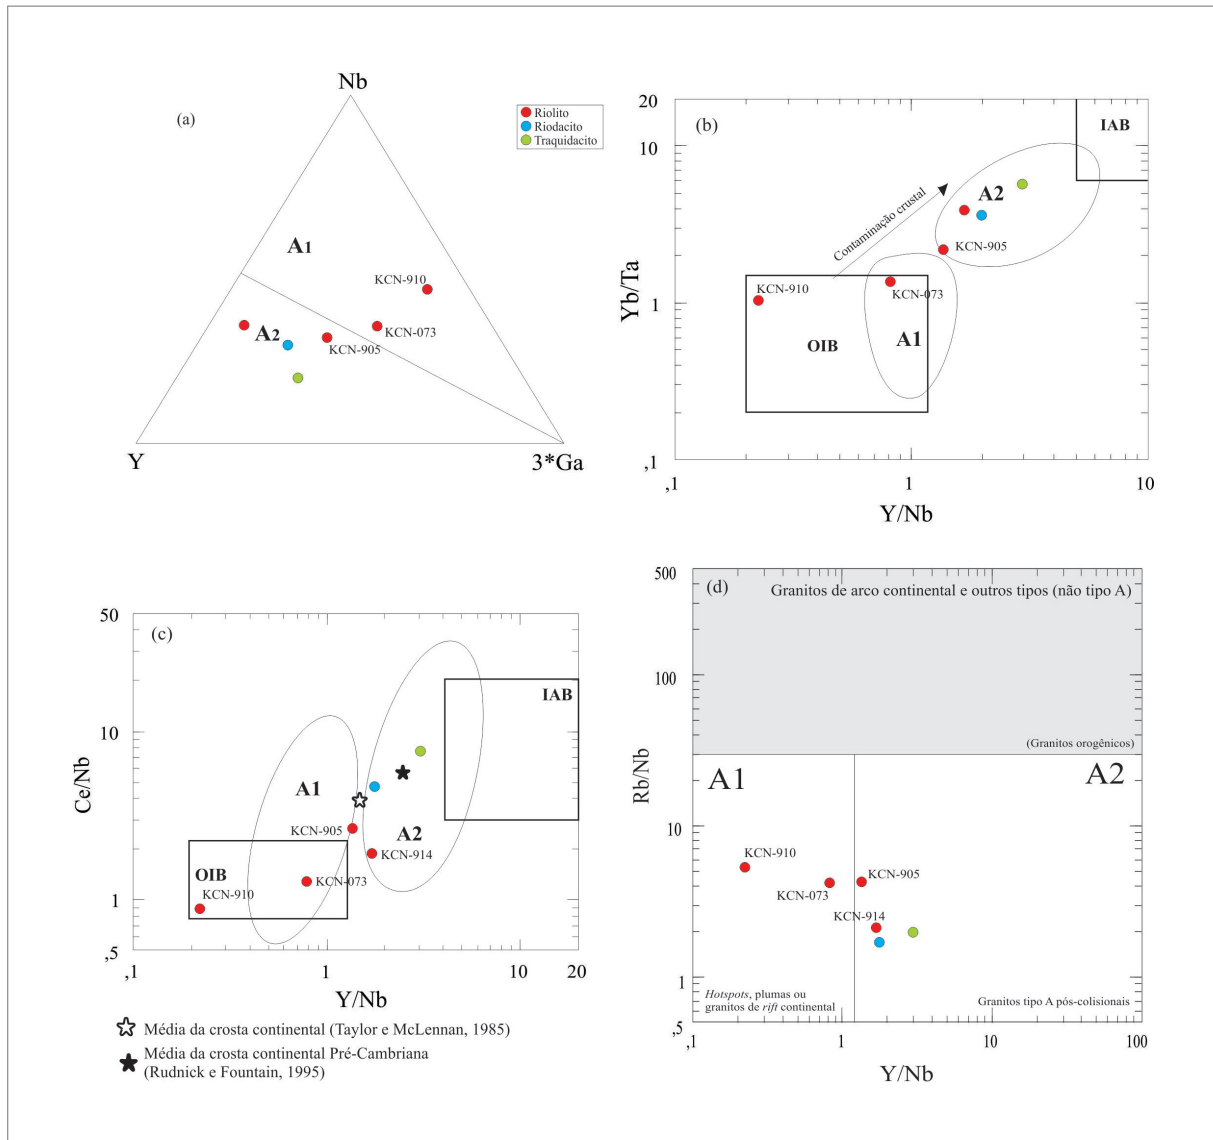 (a)
Nb
A1
A2
KCN-910
KCN-073
KCN-905
Y
3*Ga
Riolito
Riodacito
Traquidacito
(b)
20
10
1
,1
Yb/Ta
IAB
A2
Contaminação crustal
KCN-905
KCN-910
KCN-073
OIB
A1
,1
1
10
Y/Nb
(c)
50
10
1
,5
Ce/Nb
IAB
A1
KCN-905
A2
KCN-914
OIB
KCN-910
KCN-073
,1
1
10
20
Y/Nb
Média da crosta continental (Taylor e McLennan, 1985)
Média da crosta continental Pré-Cambriana
(Rudnick e Fountain, 1995)
(d)
500
100
10
1
,5
Rb/Nb
Granitos de arco continental e outros tipos (não tipo A)
(Granitos orogênicos)
A1
A2
KCN-910
KCN-073
KCN-905
KCN-914
Hotspots, plumas ou
granitos de rift continental
Granitos tipo A pós-colisionais
,1
1
10
100
Y/Nb